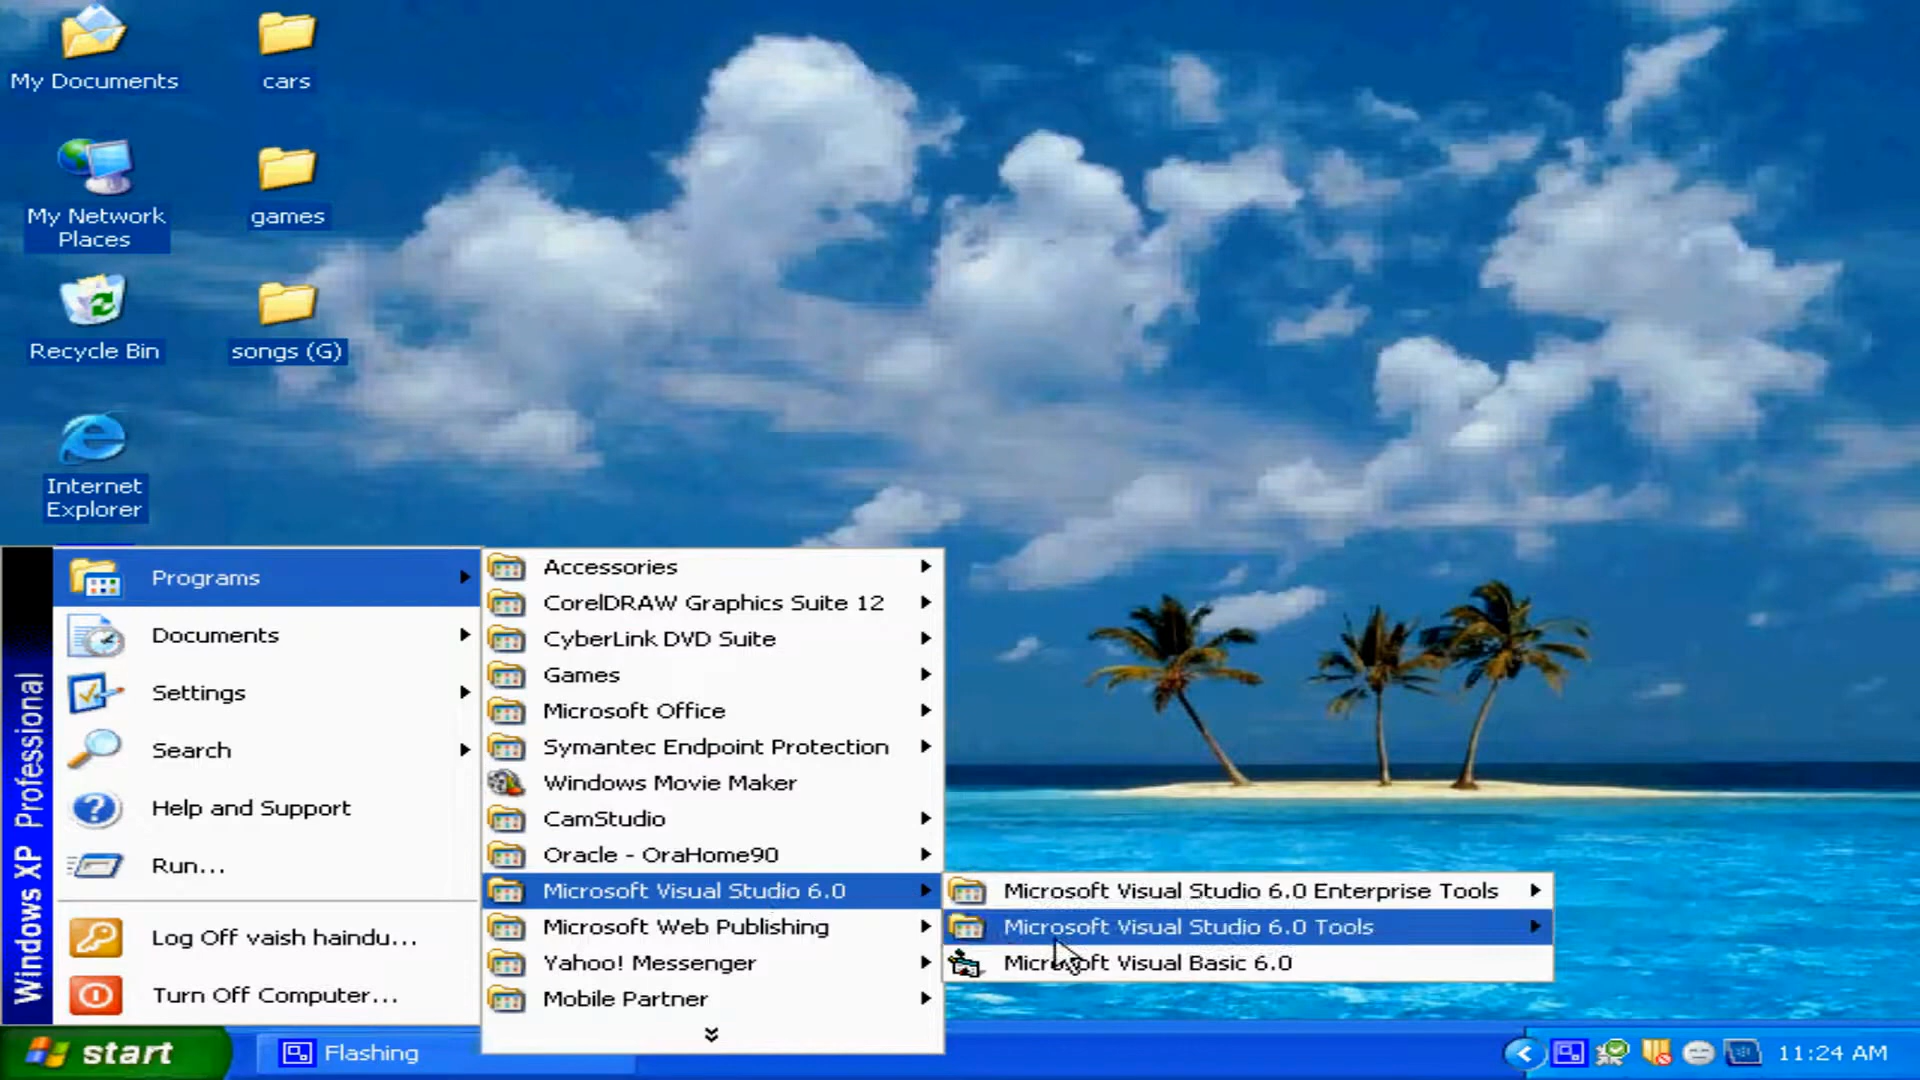 My Documents
cars
My Network
Places
games
Recycle Bin
songs (G)
Internet
Explorer
Windows XP Professional
Programs
Documents
Settings
Search
Help and Support
Run...
Log Off vaish haindu...
Turn Off Computer...
Accessories
CorelDRAW Graphics Suite 12
CyberLink DVD Suite
Games
Microsoft Office
Symantec Endpoint Protection
Windows Movie Maker
CamStudio
Oracle - OraHome90
Microsoft Visual Studio 6.0
Microsoft Web Publishing
Yahoo! Messenger
Mobile Partner
Microsoft Visual Studio 6.0 Enterprise Tools
Microsoft Visual Studio 6.0 Tools
Microsoft Visual Basic 6.0
start
Flashing
11:24 AM